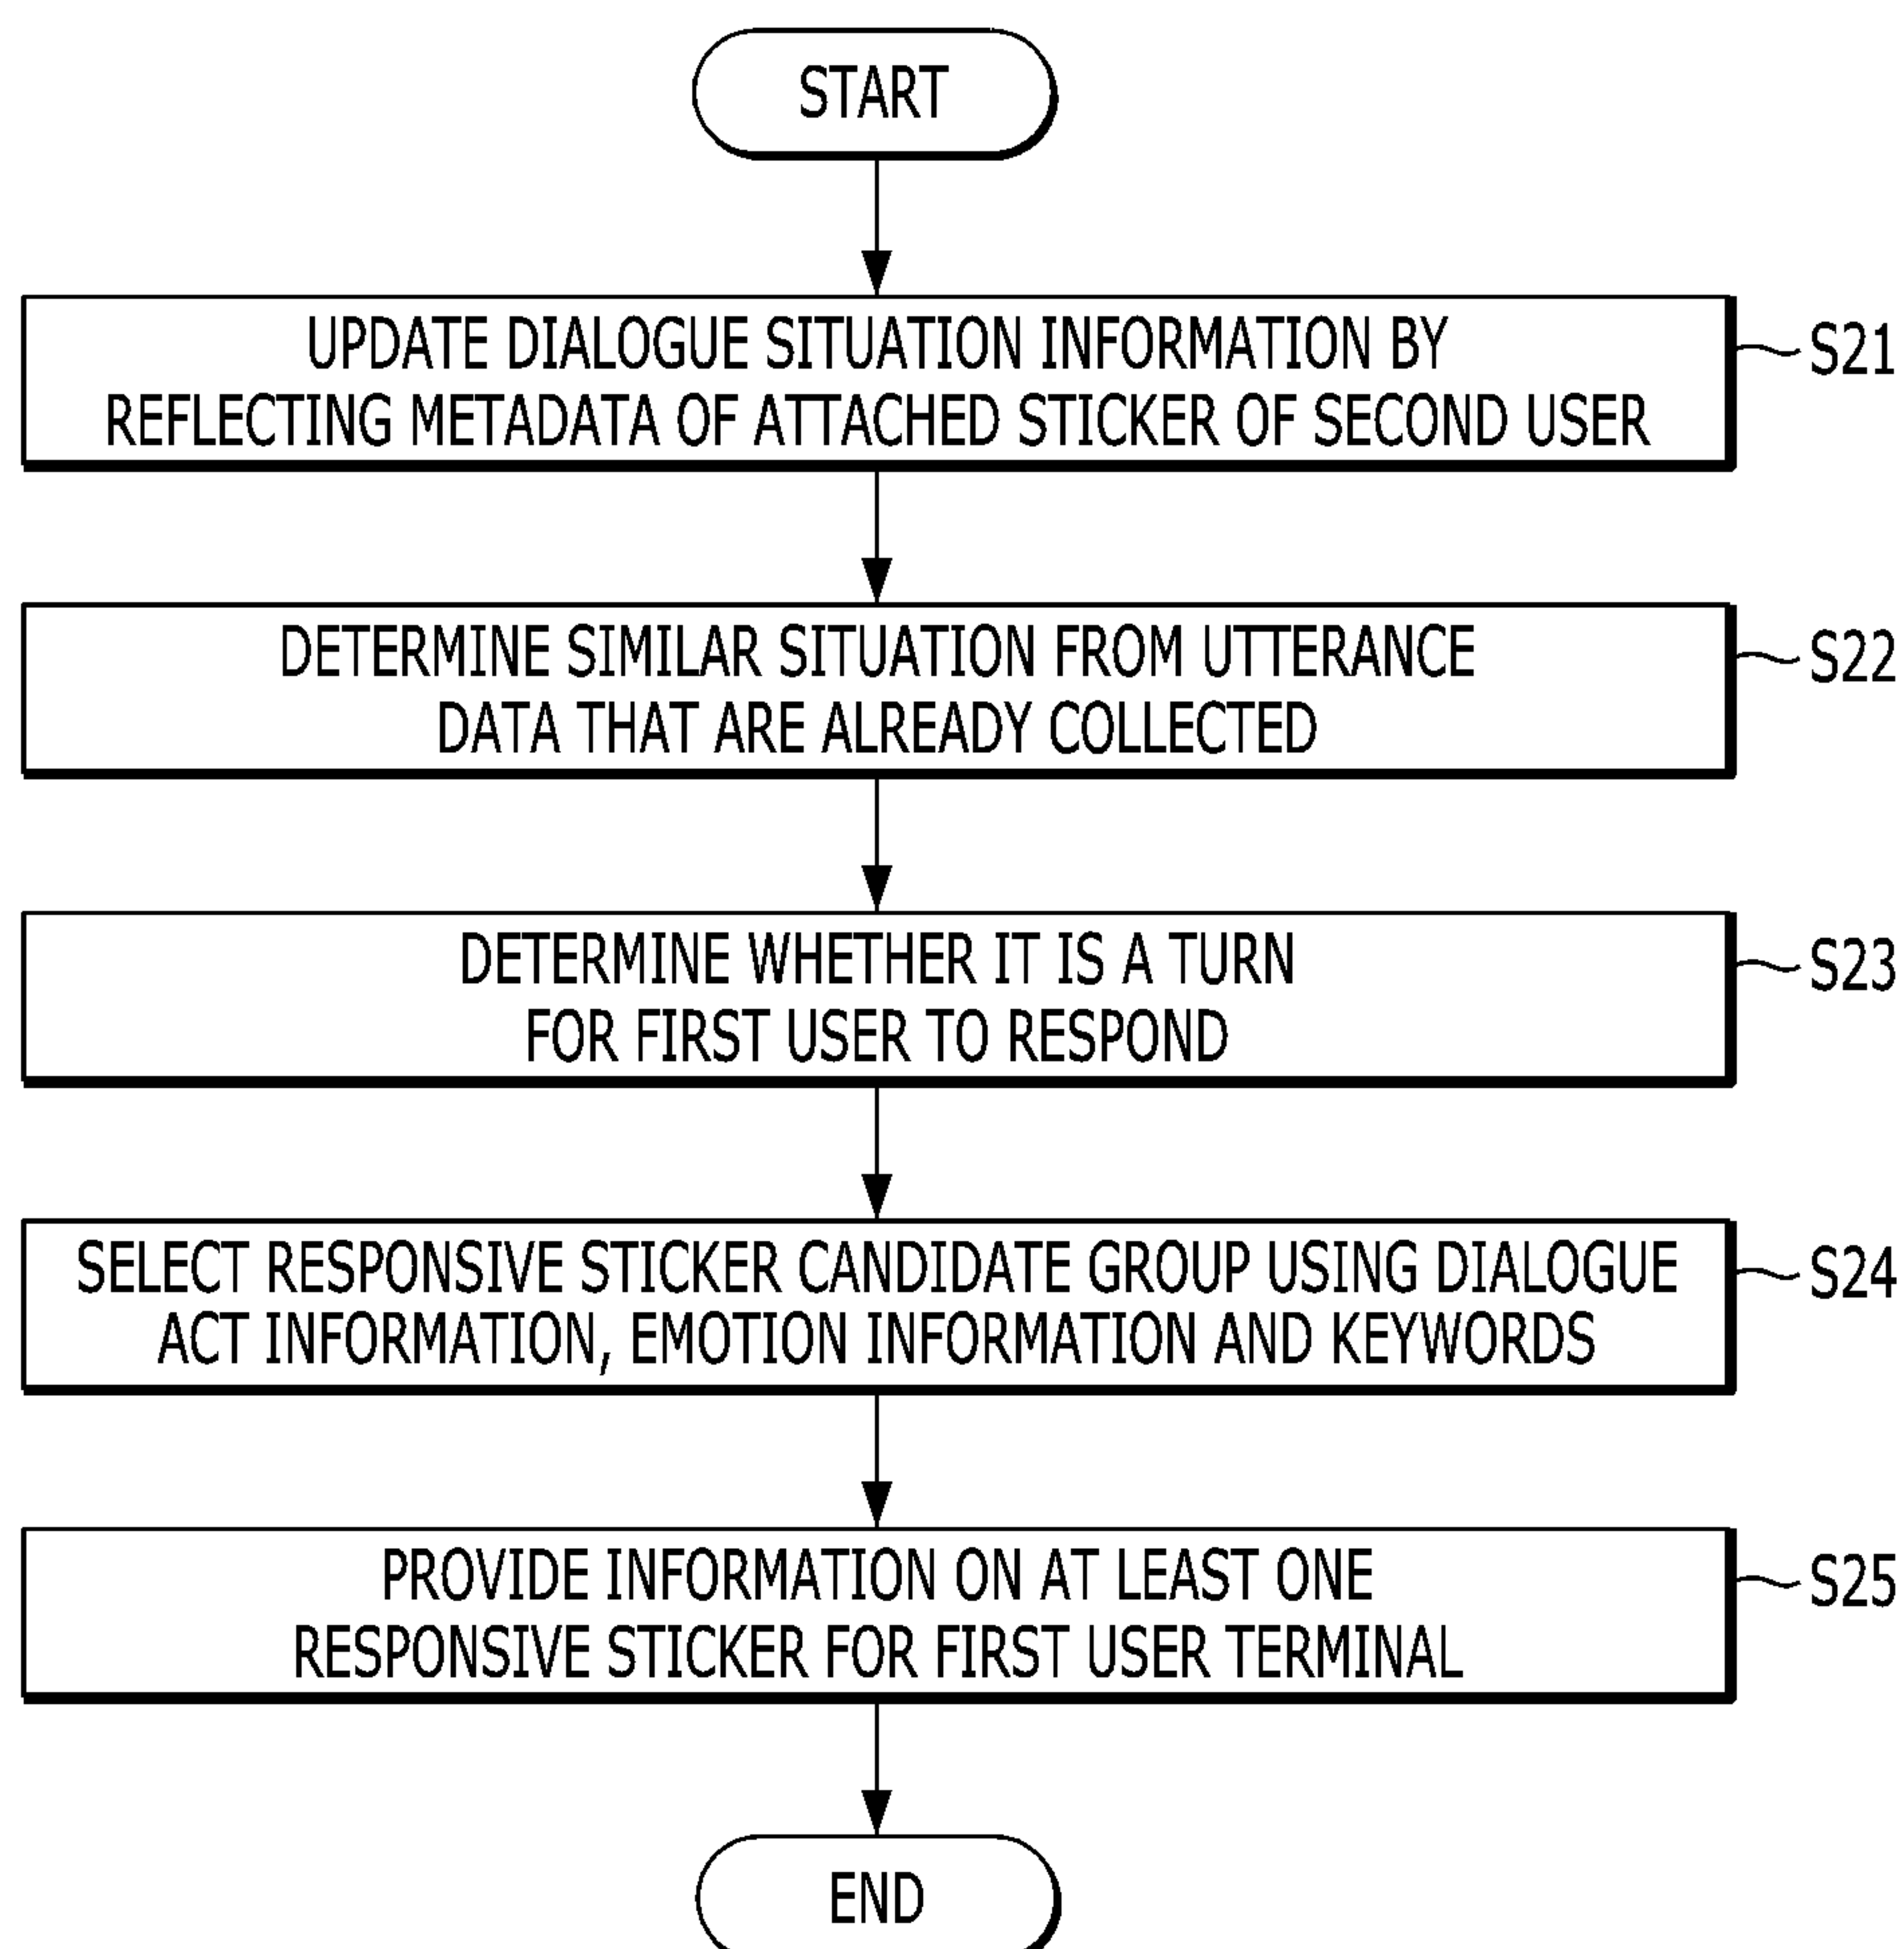 START
UPDATE DIALOGUE SITUATION INFORMATION BY
REFLECTING METADATA OF ATTACHED STICKER OF SECOND USER
S21
DETERMINE SIMILAR SITUATION FROM UTTERANCE
DATA THAT ARE ALREADY COLLECTED
S22
DETERMINE WHETHER IT IS A TURN
FOR FIRST USER TO RESPOND
S23
SELECT RESPONSIVE STICKER CANDIDATE GROUP USING DIALOGUE
ACT INFORMATION, EMOTION INFORMATION AND KEYWORDS
S24
PROVIDE INFORMATION ON AT LEAST ONE
RESPONSIVE STICKER FOR FIRST USER TERMINAL
S25
END